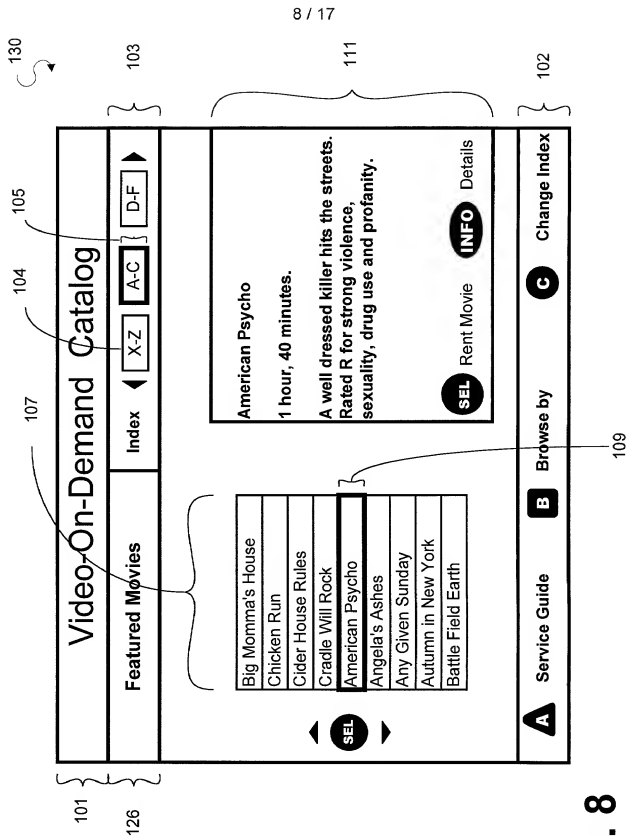 8 / 17
130
101
Video-On-Demand Catalog
126
Featured Movies
Index
X-Z
A-C
D-F
103
104
105
107
Big Momma's House
Chicken Run
Cider House Rules
Cradle Will Rock
American Psycho
Angela's Ashes
Any Given Sunday
Autumn in New York
Battle Field Earth
SEL
109
American Psycho
1 hour, 40 minutes.
A well dressed killer hits the streets.
Rated R for strong violence,
sexuality, drug use and profanity.
SEL Rent Movie INFO Details
111
A Service Guide B Browse by C Change Index
102
. 8